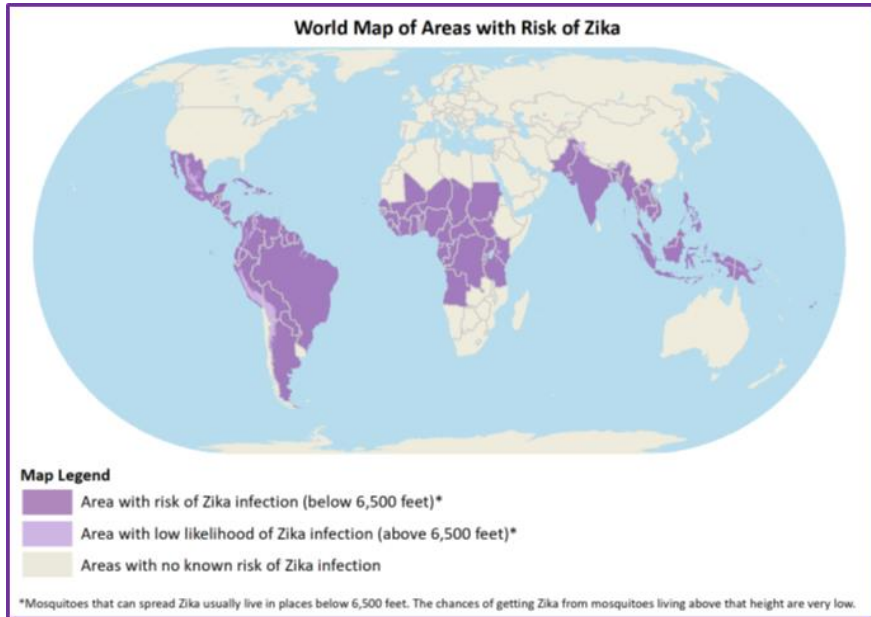 World Map of Areas with Risk of Zika
Map Legend
Area with risk of Zika infection (below 6,500 feet)*
Area with low likelihood of Zika infection (above 6,500 feet)*
Areas with no known risk of Zika infection
*Mosquitoes that can spread Zika usually live in places below 6,500 feet. The chances of getting Zika from mosquitoes living above that height are very low.